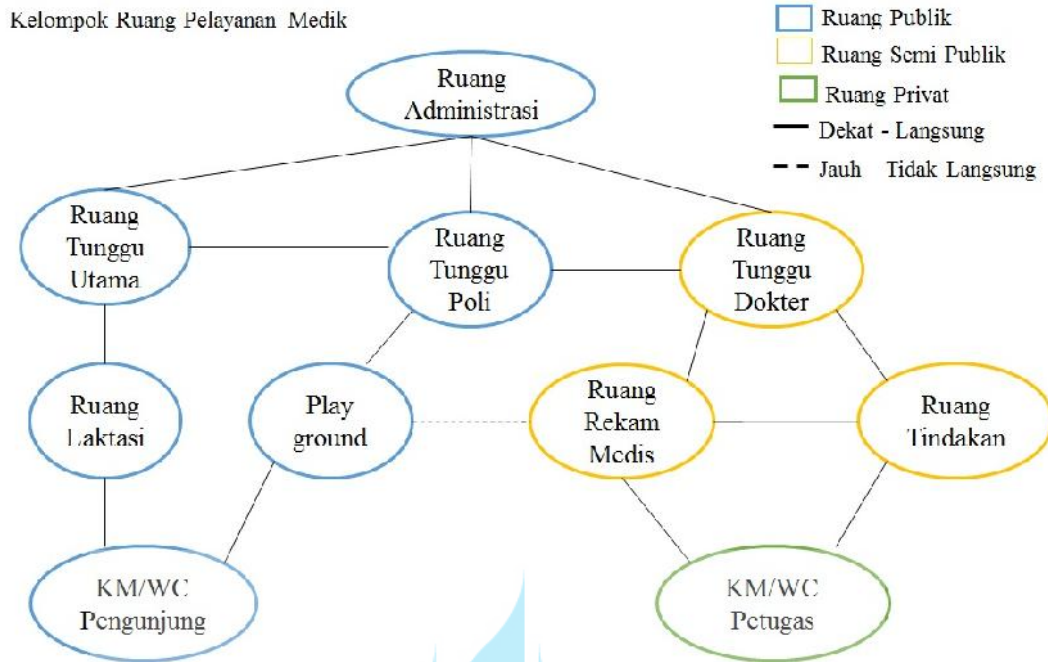 Kelompok Ruang Pelayanan Medik
Ruang Publik
Ruang Semi Publik
Ruang Privat
Dekat - Langsung
Jauh Tidak Langsung
Ruang
Administrasi
Ruang
Tunggu
Utama
Ruang
Tunggu
Poli
Ruang
Tunggu
Dokter
Ruang
Laktasi
Play
ground
Ruang
Rekam
Medis
Ruang
Tindakan
KM/WC
Pengunjung
KM/WC
Petugas